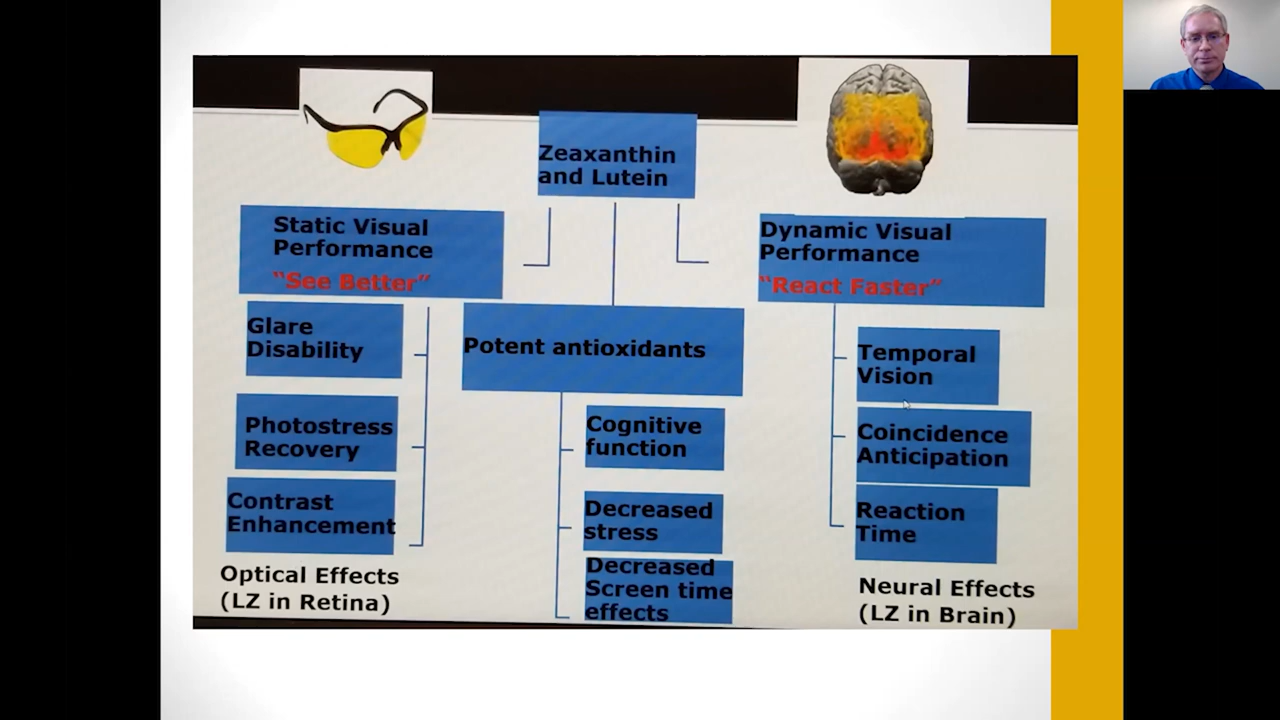 Zeaxanthin
and Lutein
Static Visual
Performance
“See Better”
Glare
Disability
Photostress
Recovery
Contrast
Enhancement
Optical Effects
(LZ in Retina)
Potent antioxidants
Cognitive
function
Decreased
stress
Decreased
Screen time
effects
Dynamic Visual
Performance
“React Faster”
Temporal
Vision
Coincidence
Anticipation
Reaction
Time
Neural Effects
(LZ in Brain)